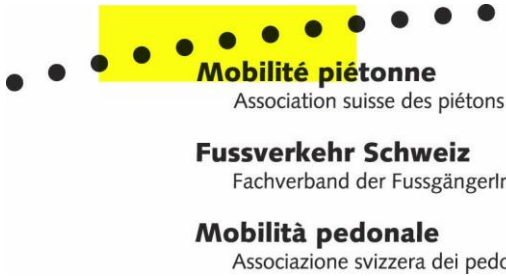 Mobilité piétonne
Association suisse des piétons
Fussverkehr Schweiz
Fachverband der
Mobilità pedonale
Associazione svizzera dei